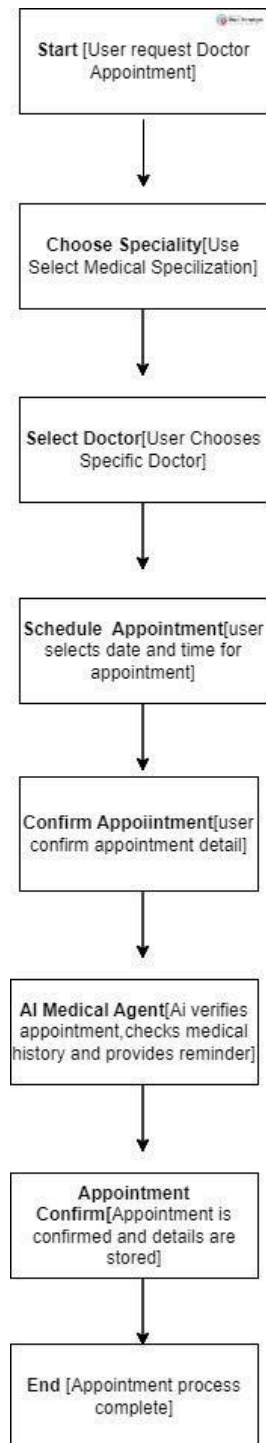 Start [User request Doctor
Appointment]
Choose Speciality[Use
Select Medical Specilization]
Select Doctor[User Chooses
Specific Doctor]
Schedule Appointment[user
selects date and time for
appointment]
Confirm Appoiintment[user
confirm appointment detail]
AI Medical Agent[Ai verifies
appointment,checks medical
history and provides reminder]
Appointment
Confirm[Appointment is
confirmed and details are
stored]
End [Appointment process
complete]